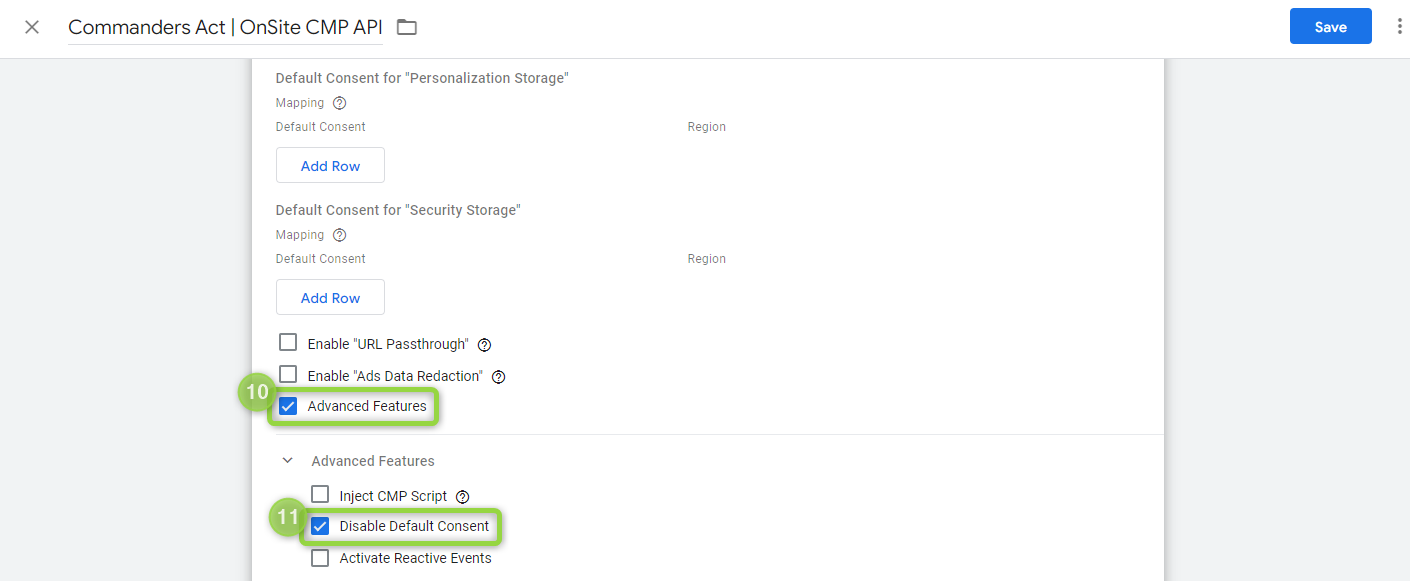 Commanders Act | OnSite CMP API
Save
Default Consent for "Personalization Storage"
Mapping
Default Consent Region
Add Row
Default Consent for "Security Storage"
Mapping
Default Consent Region
Add Row
Enable "URL Passthrough"
Enable "Ads Data Redaction"
10 Advanced Features
Advanced Features
Inject CMP Script
11 Disable Default Consent
Activate Reactive Events